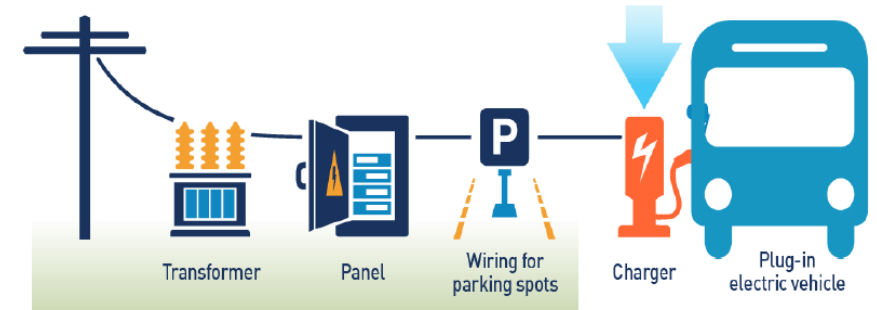 P
Transformer
Panel
Wiring for
parking spots
Charger
Plug-in
electric vehicle